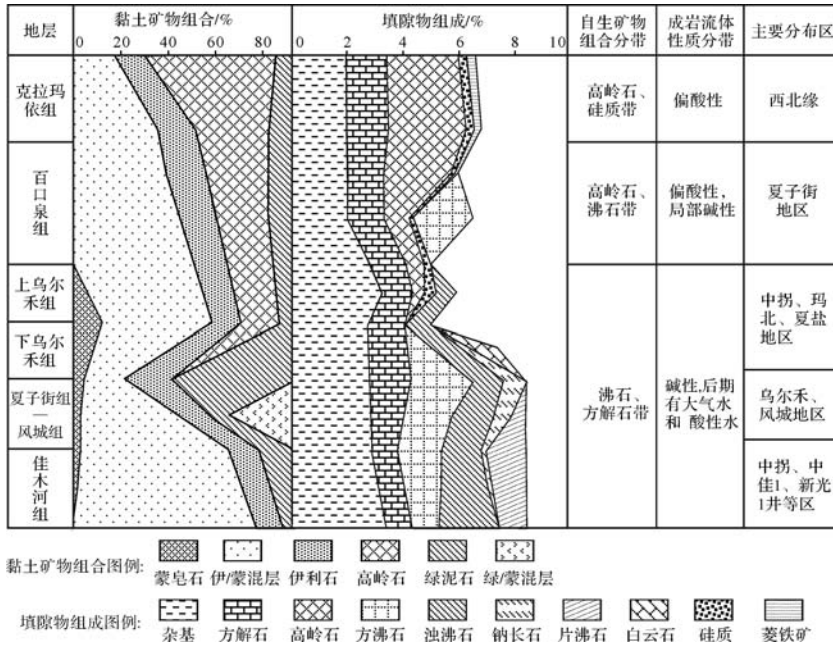 地层
黏土矿物组合/%
0 20 40 60 80
填隙物组成/%
0 2 4 6 8 10
自生矿物
组合分带
成岩流体
性质分带
主要分布区
克拉玛
依组
高岭石、
硅质带
偏酸性
西北缘
百
口
泉
组
高岭石、
沸石带
偏酸性,
局部碱性
夏子街
地区
上乌尔
禾组
下乌尔
禾组
夏子街组
—
风城组
佳
木
河
组
沸石、
方解石带
碱性,后期
有大气水
和 酸性水
中拐、玛
北、夏盐
地区
乌尔禾、
风城地区
中拐、中
佳1、新光
1井等区
黏土矿物组合图例:
蒙皂石 伊/蒙混层 伊利石 高岭石 绿泥石 绿/蒙混层
填隙物组成图例:
杂基 方解石 高岭石 方沸石 浊沸石 钠长石 片沸石 白云石 硅质 菱铁矿